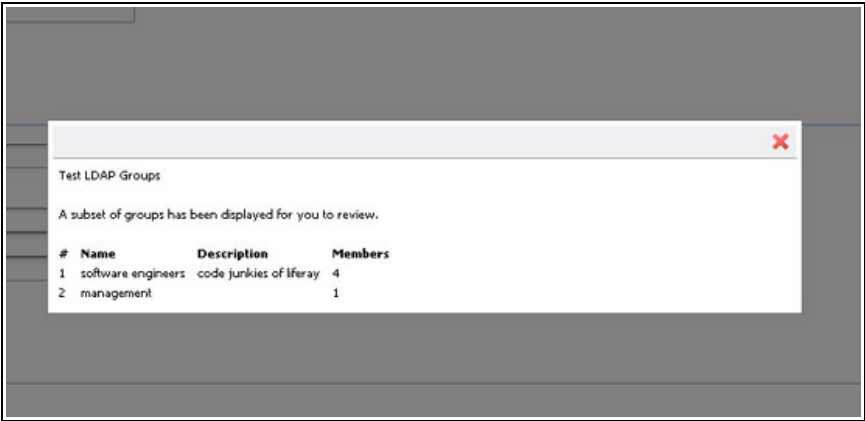 Test LDAP Groups
A subset of groups has been displayed for you to review.
# Name Description Members
1 software engineers code junkies of liferay 4
2 management 1